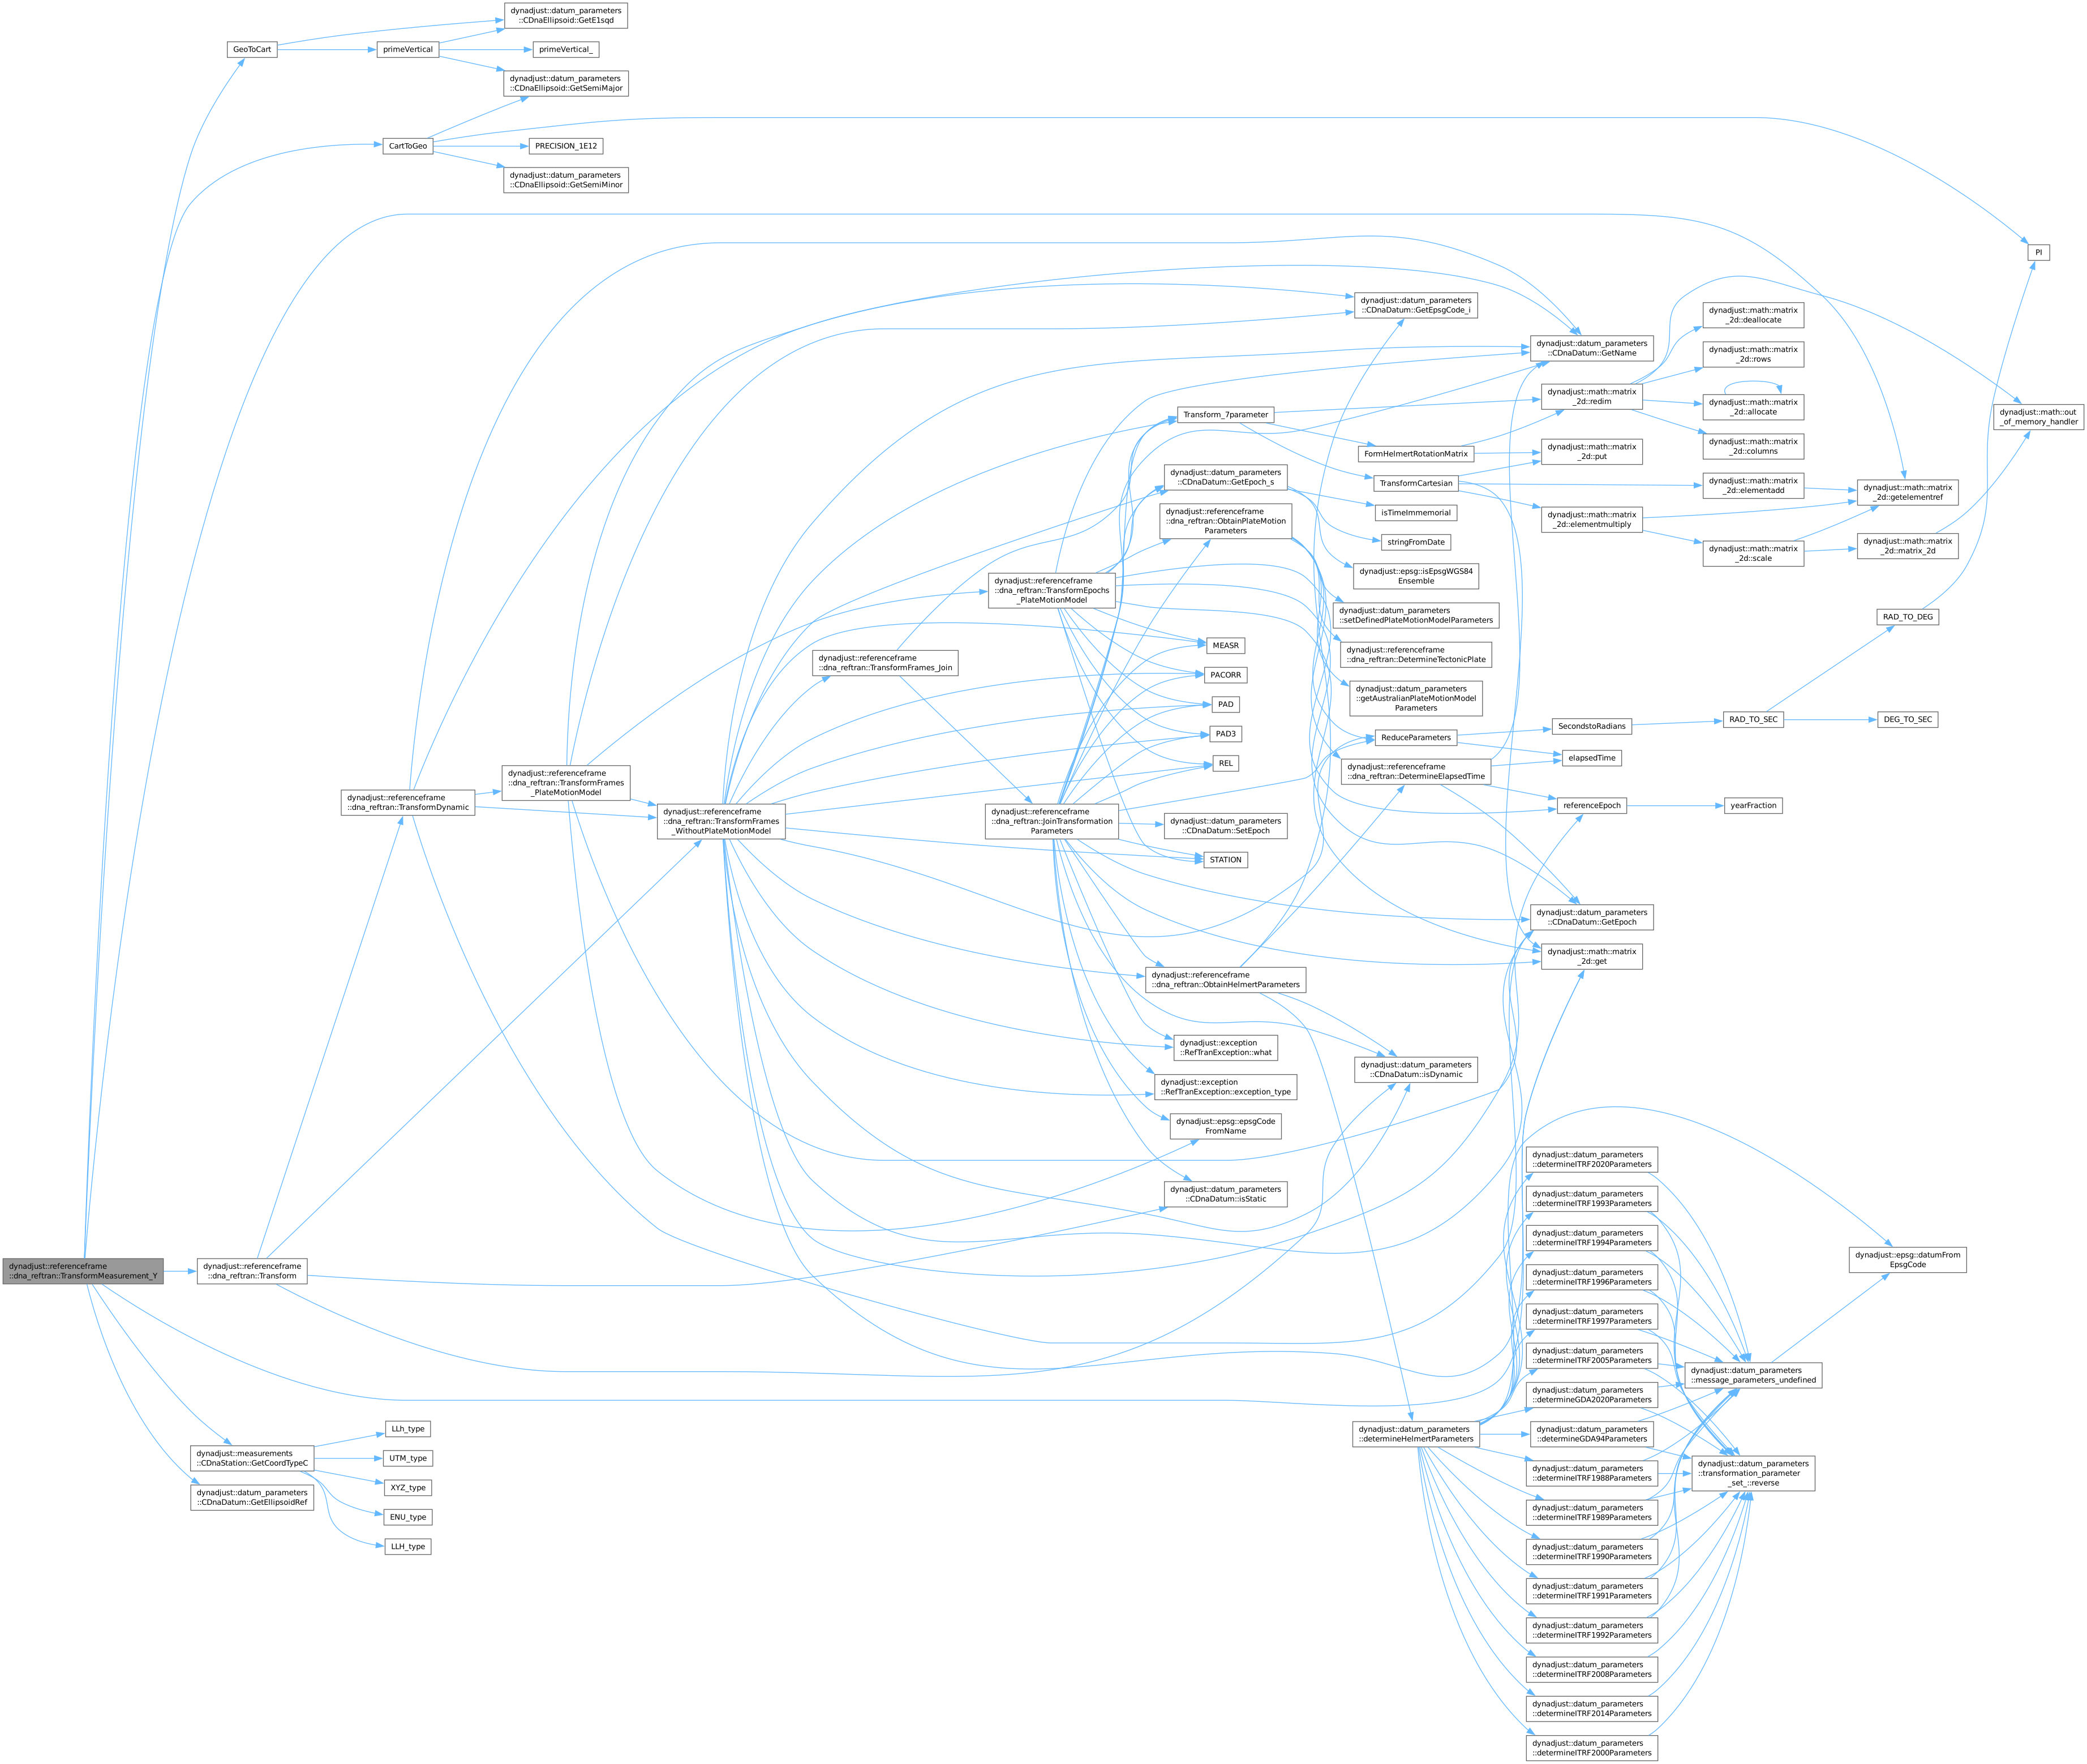 dynadjust::referenceframe
::dna_reftran::TransformMeasurement_Y
GeoToCart
primeVertical
dynadjust::datum_parameters
::CDnaEllipsoid::GetE1sqd
primeVertical_
dynadjust::datum_parameters
::CDnaEllipsoid::GetSemiMajor
CartToGeo
PRECISION_1E12
dynadjust::datum_parameters
::CDnaEllipsoid::GetSemiMinor
PI
dynadjust::datum_parameters
::CDnaDatum::GetEpsgCode_i
dynadjust::datum_parameters
::CDnaDatum::GetName
dynadjust::math::matrix
_2d::deallocate
dynadjust::math::matrix
_2d::rows
dynadjust::math::matrix
_2d::redim
dynadjust::math::matrix
_2d::allocate
dynadjust::math::out
_of_memory_handler
Transform_7parameter
FormHelmertRotationMatrix
dynadjust::math::matrix
_2d::put
dynadjust::math::matrix
_2d::columns
dynadjust::datum_parameters
::CDnaDatum::GetEpoch_s
TransformCartesian
dynadjust::math::matrix
_2d::elementadd
dynadjust::math::matrix
_2d::getelementref
dynadjust::referenceframe
::dna_reftran::ObtainPlateMotion
Parameters
isTimeImmemorial
dynadjust::math::matrix
_2d::elementmultiply
stringFromDate
dynadjust::math::matrix
_2d::scale
dynadjust::math::matrix
_2d::matrix_2d
dynadjust::epsg::isEpsgWGS84
Ensemble
dynadjust::referenceframe
::dna_reftran::TransformEpochs
_PlateMotionModel
dynadjust::datum_parameters
::setDefinedPlateMotionModelParameters
RAD_TO_DEG
MEASR
dynadjust::referenceframe
::dna_reftran::DetermineTectonicPlate
dynadjust::referenceframe
::dna_reftran::TransformFrames_Join
PACORR
dynadjust::datum_parameters
::getAustralianPlateMotionModel
Parameters
PAD
SecondstoRadians
RAD_TO_SEC
DEG_TO_SEC
PAD3
ReduceParameters
elapsedTime
REL
dynadjust::referenceframe
::dna_reftran::DetermineElapsedTime
dynadjust::referenceframe
::dna_reftran::TransformDynamic
dynadjust::referenceframe
::dna_reftran::TransformFrames
_PlateMotionModel
dynadjust::referenceframe
::dna_reftran::TransformFrames
_WithoutPlateMotionModel
dynadjust::referenceframe
::dna_reftran::JoinTransformation
Parameters
dynadjust::datum_parameters
::CDnaDatum::SetEpoch
referenceEpoch
yearFraction
STATION
dynadjust::datum_parameters
::CDnaDatum::GetEpoch
dynadjust::math::matrix
_2d::get
dynadjust::referenceframe
::dna_reftran::ObtainHelmertParameters
dynadjust::exception
::RefTranException::what
dynadjust::datum_parameters
::CDnaDatum::isDynamic
dynadjust::exception
::RefTranException::exception_type
dynadjust::epsg::epsgCode
FromName
dynadjust::datum_parameters
::CDnaDatum::isStatic
dynadjust::referenceframe
::dna_reftran::Transform
dynadjust::datum_parameters
::determineITRF2020Parameters
dynadjust::datum_parameters
::determineITRF1993Parameters
dynadjust::datum_parameters
::determineITRF1994Parameters
dynadjust::epsg::datumFrom
EpsgCode
dynadjust::datum_parameters
::determineITRF1996Parameters
dynadjust::datum_parameters
::determineITRF1997Parameters
dynadjust::datum_parameters
::determineITRF2005Parameters
dynadjust::datum_parameters
::message_parameters_undefined
dynadjust::datum_parameters
::determineGDA2020Parameters
dynadjust::datum_parameters
::determineHelmertParameters
dynadjust::datum_parameters
::determineGDA94Parameters
dynadjust::datum_parameters
::determineITRF1988Parameters
dynadjust::datum_parameters
::transformation_parameter
_set_::reverse
dynadjust::datum_parameters
::determineITRF1989Parameters
dynadjust::datum_parameters
::determineITRF1990Parameters
dynadjust::datum_parameters
::determineITRF1991Parameters
dynadjust::datum_parameters
::determineITRF1992Parameters
dynadjust::datum_parameters
::determineITRF2008Parameters
dynadjust::datum_parameters
::determineITRF2014Parameters
dynadjust::datum_parameters
::determineITRF2000Parameters
dynadjust::measurements
::CDnaStation::GetCoordTypeC
dynadjust::datum_parameters
::CDnaDatum::GetEllipsoidRef
LLh_type
UTM_type
XYZ_type
ENU_type
LLH_type